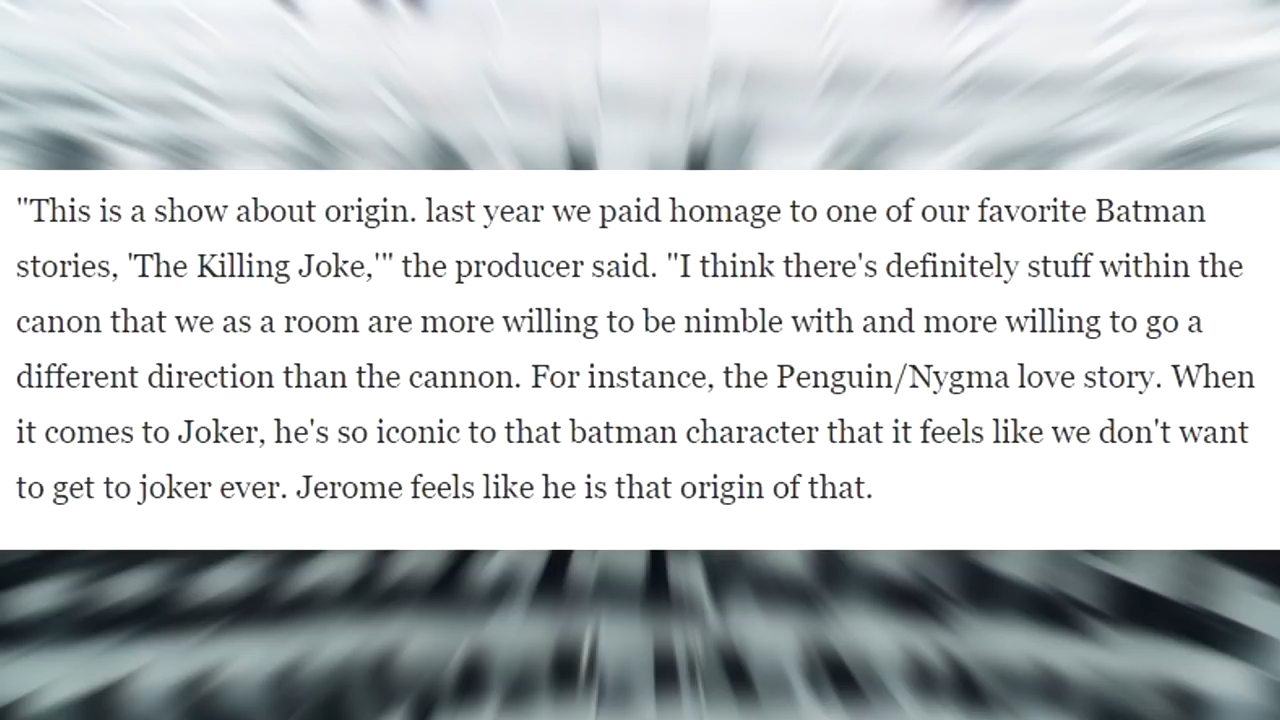 "This is a show about origin. last year we paid homage to one of our favorite Batman
stories, 'The Killing Joke,'" the producer said. "I think there's definitely stuff within the
canon that we as a room are more willing to be nimble with and more willing to go a
different direction than the cannon. For instance, the Penguin/Nygma love story. When
it comes to Joker, he's so iconic to that batman character that it feels like we don't want
to get to joker ever. Jerome feels like he is that origin of that.